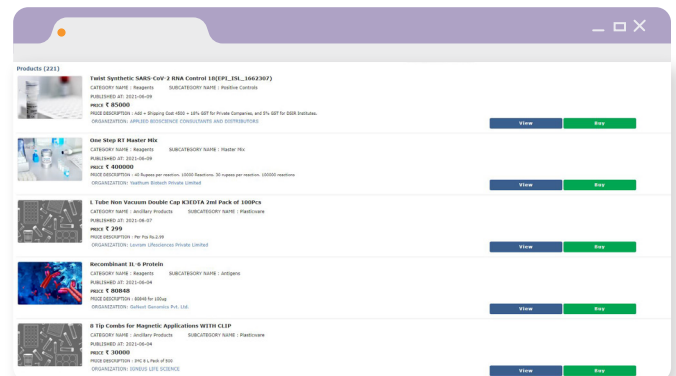 Products (221)
Twist Synthetic SARS-CoV-2 RNA Control 18(EPI_ISL_1662307)
CATEGORY NAME : Reagents SUBCATEGORY NAME : Positive Controls
PUBLISHED AT: 2021-06-09
PRICE ₹ 85000
PRICE DESCRIPTION : Add + Shipping Cost 4500 + 18% GST for Private Companies, and 5% GST for DSIR Institutes.
ORGANIZATION: APPLIED BIOSCIENCE CONSULTANTS AND DISTRIBUTORS
View Buy
One Step RT Master Mix
CATEGORY NAME : Reagents SUBCATEGORY NAME : Master Mix
PUBLISHED AT: 2021-06-09
PRICE ₹ 400000
PRICE DESCRIPTION : 40 Rupees per reaction. 10000 Reactions. 30 rupees per reaction. 100000 reactions
ORGANIZATION: Biotech Private Limited
View Buy
L Tube Non Vacuum Double Cap K3EDTA 2ml Pack of 100Pcs
CATEGORY NAME : Ancillary Products SUBCATEGORY NAME : Plasticware
PUBLISHED AT: 2021-06-07
PRICE ₹ 299
PRICE DESCRIPTION : Per Pcs Rs.2.99
ORGANIZATION: Levram Lifesciences Private Limited
View Buy
Recombinant IL-6 Protein
CATEGORY NAME : Reagents SUBCATEGORY NAME : Antigens
PUBLISHED AT: 2021-06-04
PRICE ₹ 80848
PRICE DESCRIPTION : 80848 for 100ug
ORGANIZATION: GeNext Genomics Pvt. Ltd.
View Buy
8 Tip Combs for Magnetic Applications WITH CLIP
CATEGORY NAME : Ancillary Products SUBCATEGORY NAME : Plasticware
PUBLISHED AT: 2021-06-04
PRICE ₹ 30000
PRICE DESCRIPTION : Pack of 500
ORGANIZATION: LIFE SCIENCE
View Buy